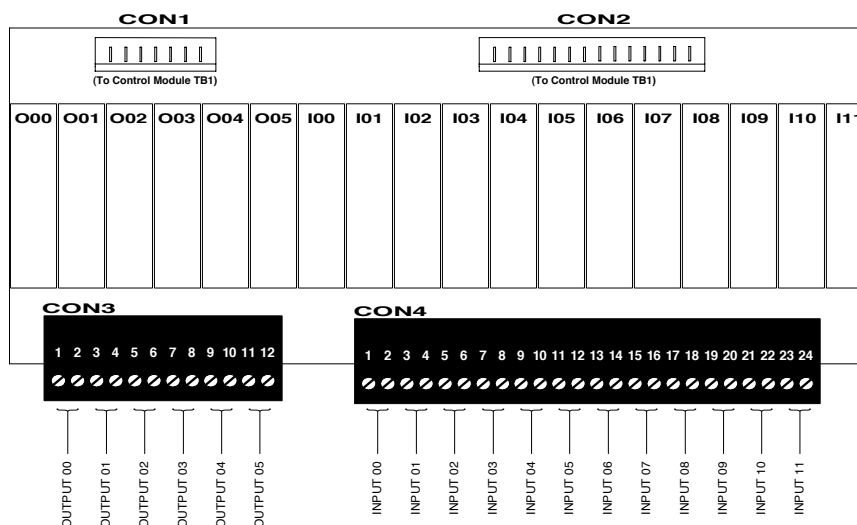 CON1 CON2
(To Control Module TB1) (To Control Module TB1)
O00 O01 O02 O03 O04 O05 I00 I01 I02 I03 I04 I05 I06 I07 I08 I09 I10 I11
CON3 CON4
1 2 3 4 5 6 7 8 9 10 11 12 1 2 3 4 5 6 7 8 9 10 11 12 13 14 15 16 17 18 19 20 21 22 23 24
OUTPUT 00
OUTPUT 01
OUTPUT 02
OUTPUT 03
OUTPUT 04
OUTPUT 05
INPUT 00
INPUT 01
INPUT 02
INPUT 03
INPUT 04
INPUT 05
INPUT 06
INPUT 07
INPUT 08
INPUT 09
INPUT 10
INPUT 11